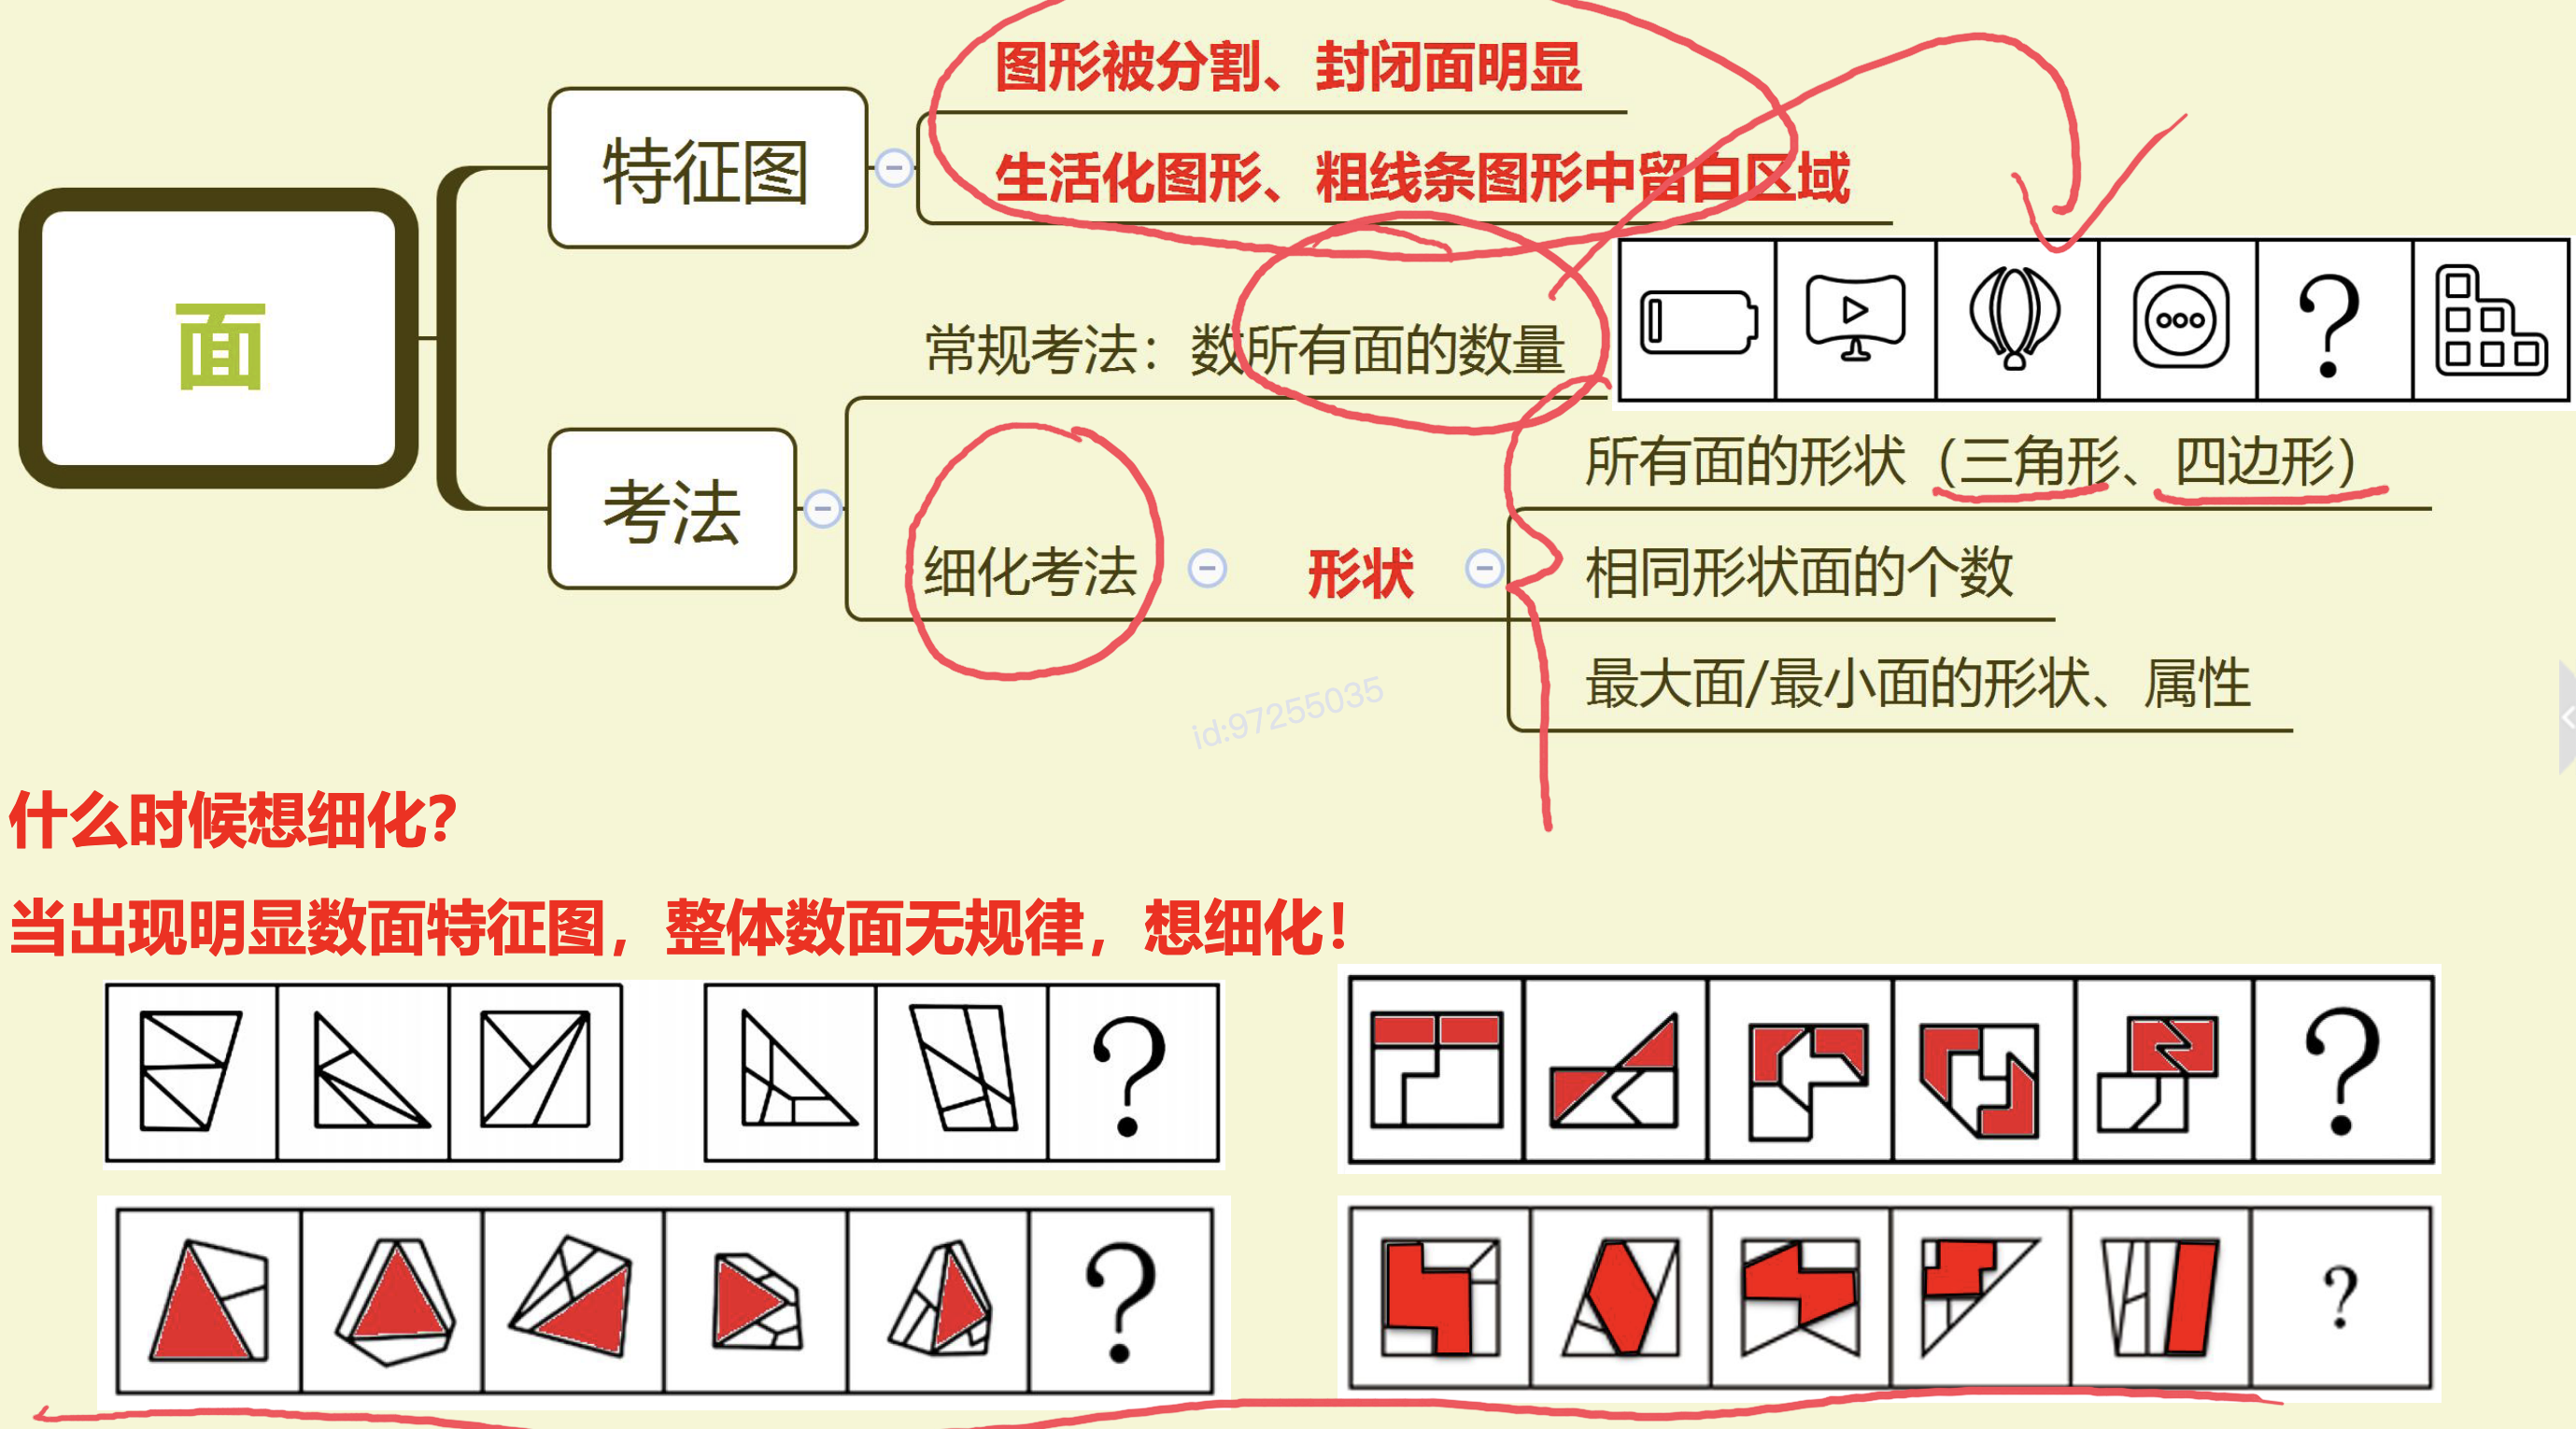 图形被分割、封闭面明显
特征图
生活化图形、粗线条图形中留白区域
面
常规考法：数所有面的数量
?
所有面的形状（三角形、四边形）
考法
细化考法
形状
相同形状面的个数
最大面/最小面的形状、属性
id:97255035
什么时候想细化?
当出现明显数面特征图，整体数面无规律，想细化！
?
?
?
?